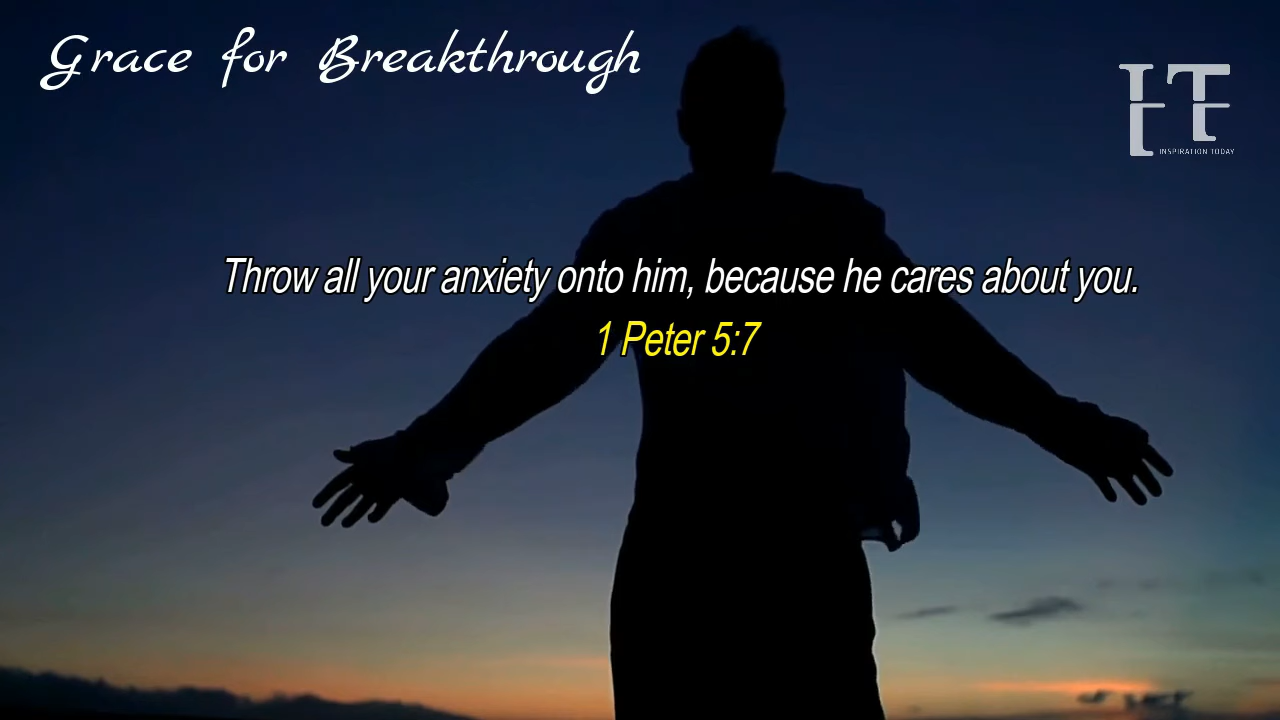 Grace for Breakthrough
INSPIRATION TODAY
Throw all your anxiety onto him, because he cares about you.
1 Peter 5:7